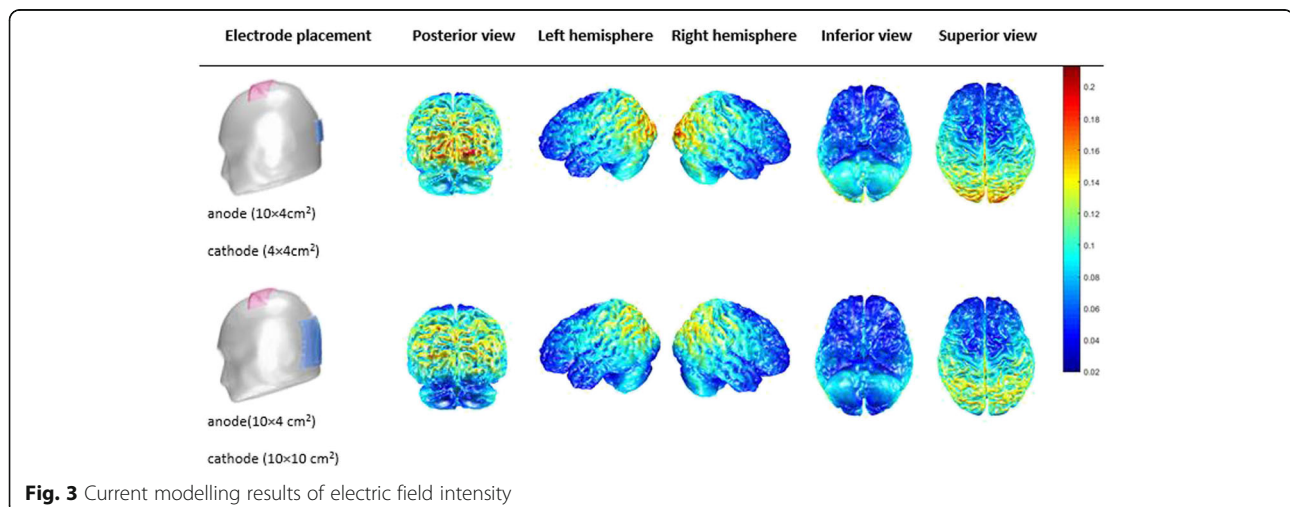 Electrode placement Posterior view Left hemisphere Right hemisphere Inferior view Superior view
0.2
0.18
0.16
0.14
0.12
0.1
0.08
0.06
0.04
0.02
anode (10×4cm²)
cathode (4×4cm²)
anode(10×4 cm²)
cathode (10×10 cm²)
Fig. 3 Current modelling results of electric field intensity